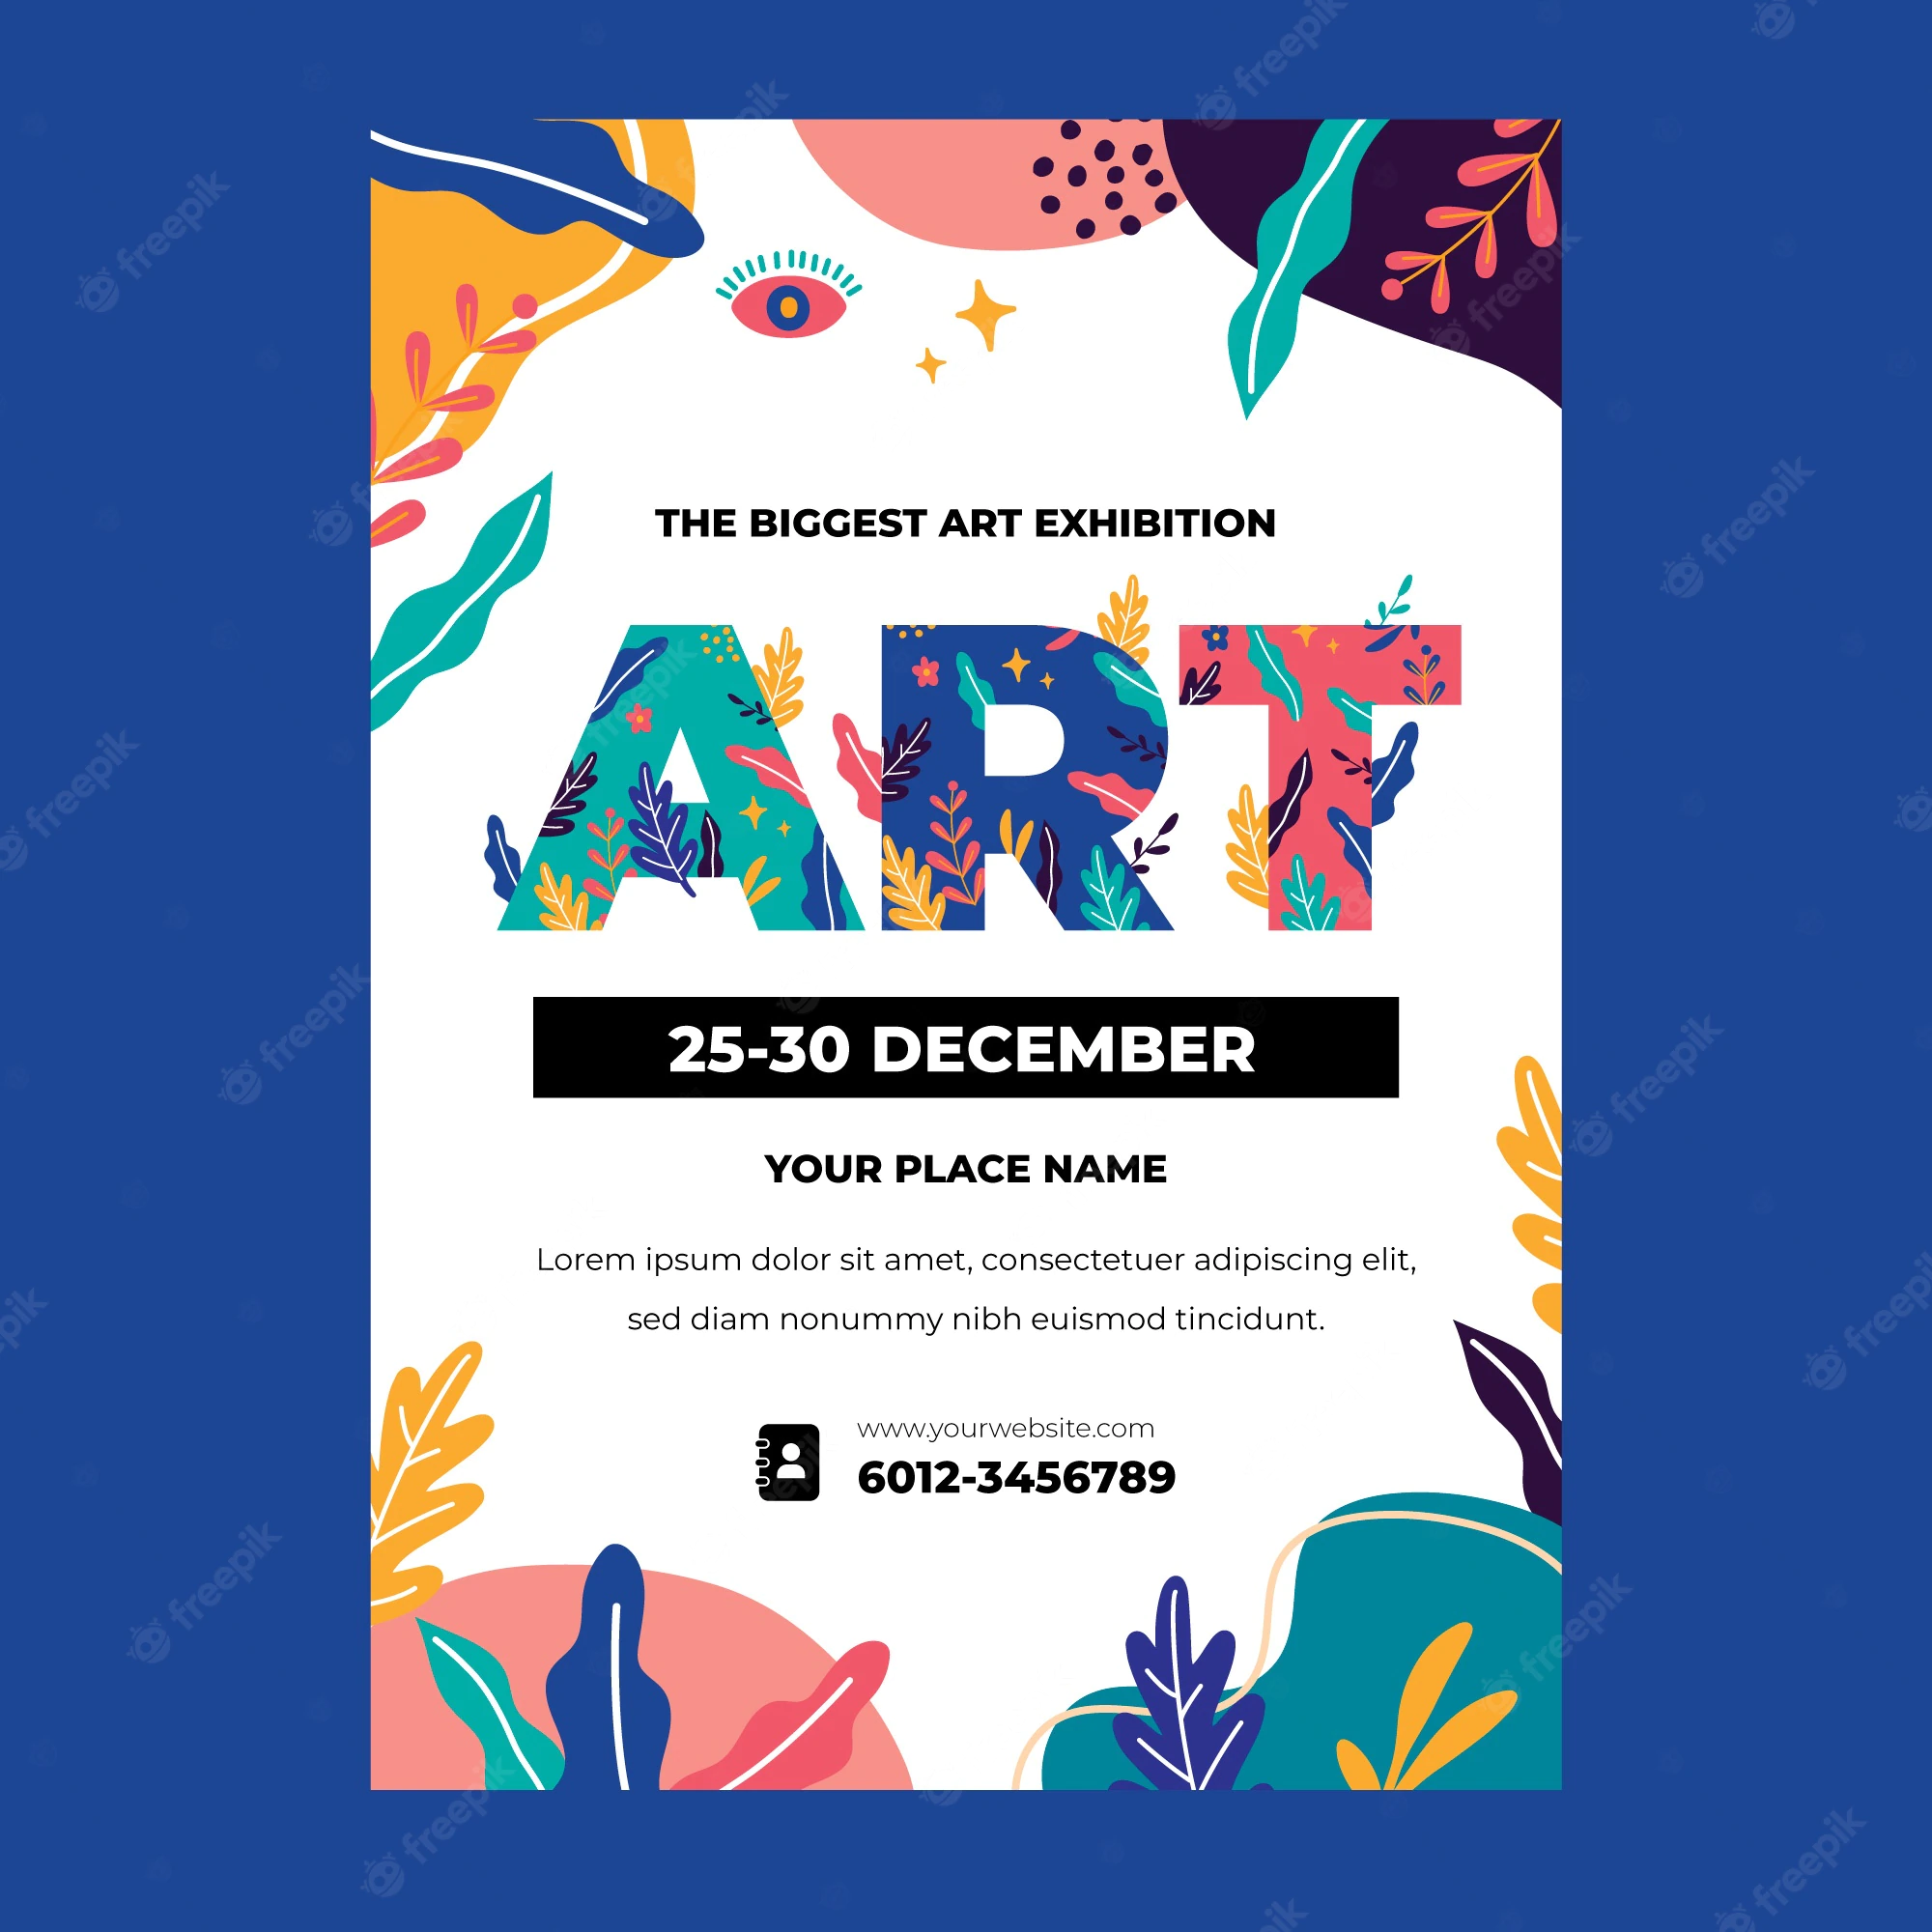 THE BIGGEST ART EXHIBITION
ART
25-30 DECEMBER
YOUR PLACE NAME
Lorem ipsum dolor sit amet, consectetuer adipiscing elit,
sed diam nonummy nibh euismod tincidunt.
www.yourwebsite.com
6012-3456789
freepik